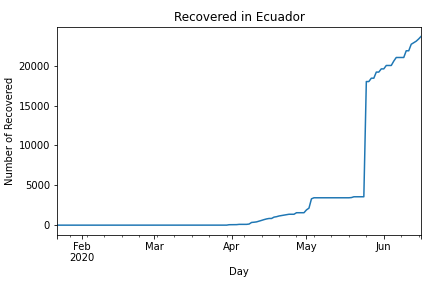 Recovered in Ecuador
Number of Recovered
20000
15000
10000
5000
0
Feb Mar Apr May Jun
2020
Day